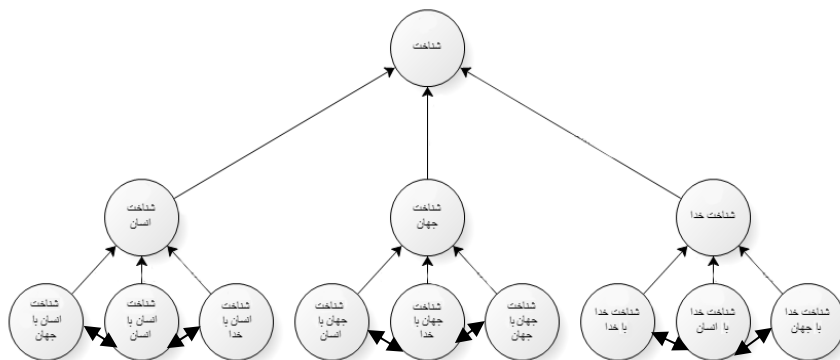 شناخت
شناخت
انسان
شناخت
جهان
شناخت خدا
شناخت
انسان با
جهان
شناخت
انسان با
انسان
شناخت
انسان با
خدا
شناخت
جهان با
انسان
شناخت
جهان با
خدا
شناخت
جهان با
جهان
شناخت خدا
با خدا
شناخت خدا
با انسان
شناخت خدا
با جهان